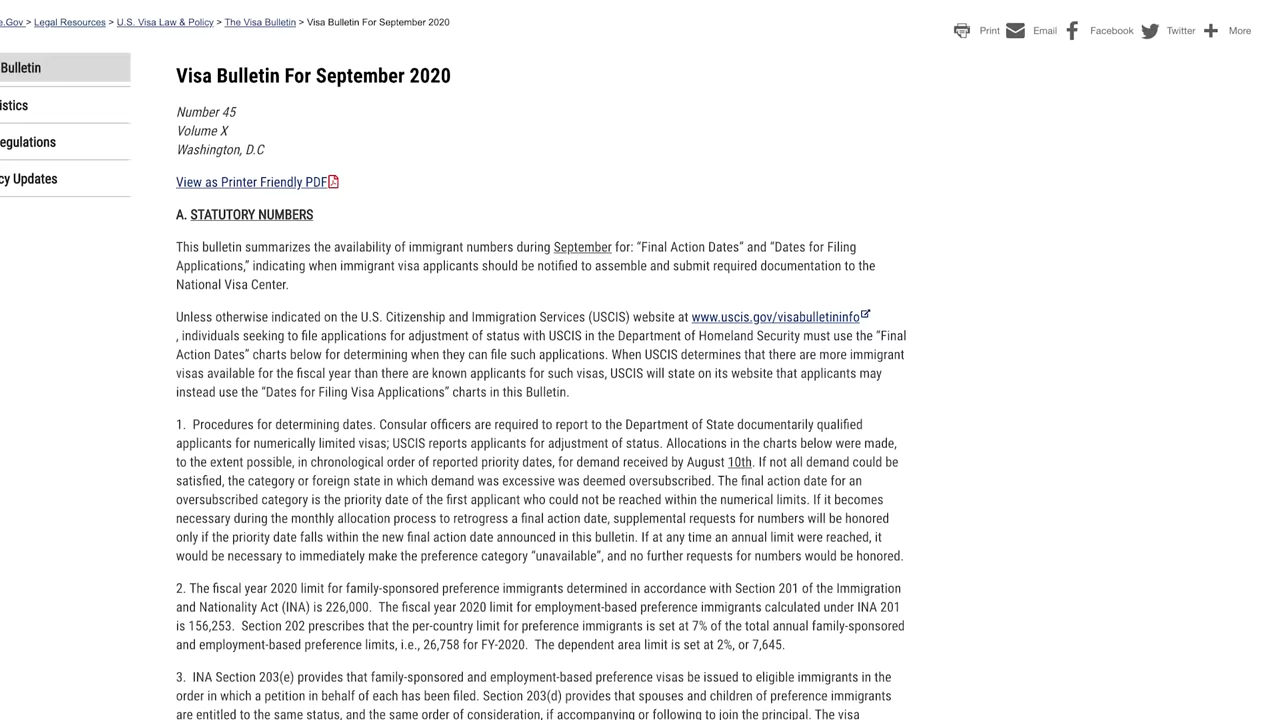 e.Gov > Legal Resources > U.S. Visa Law & Policy > The Visa Bulletin > Visa Bulletin For September 2020
Print Email Facebook Twitter More
Bulletin
istics
egulations
cy Updates
Visa Bulletin For September 2020
Number 45
Volume X
Washington, D.C
View as Printer Friendly PDF
A. STATUTORY NUMBERS
This bulletin summarizes the availability of immigrant numbers during September for: “Final Action Dates” and “Dates for Filing
Applications,” indicating when immigrant visa applicants should be notified to assemble and submit required documentation to the
National Visa Center.
Unless otherwise indicated on the U.S. Citizenship and Immigration Services (USCIS) website at www.uscis.gov/visabulletininfo
, individuals seeking to file applications for adjustment of status with USCIS in the Department of Homeland Security must use the “Final
Action Dates” charts below for determining when they can file such applications. When USCIS determines that there are more immigrant
visas available for the fiscal year than there are known applicants for such visas, USCIS will state on its website that applicants may
instead use the “Dates for Filing Visa Applications” charts in this Bulletin.
1. Procedures for determining dates. Consular officers are required to report to the Department of State documentarily qualified
applicants for numerically limited visas; USCIS reports applicants for adjustment of status. Allocations in the charts below were made,
to the extent possible, in chronological order of reported priority dates, for demand received by August 10th. If not all demand could be
satisfied, the category or foreign state in which demand was excessive was deemed oversubscribed. The final action date for an
oversubscribed category is the priority date of the first applicant who could not be reached within the numerical limits. If it becomes
necessary during the monthly allocation process to retrogress a final action date, supplemental requests for numbers will be honored
only if the priority date falls within the new final action date announced in this bulletin. If at any time an annual limit were reached, it
would be necessary to immediately make the preference category “unavailable”, and no further requests for numbers would be honored.
2. The fiscal year 2020 limit for family-sponsored preference immigrants determined in accordance with Section 201 of the Immigration
and Nationality Act (INA) is 226,000. The fiscal year 2020 limit for employment-based preference immigrants calculated under INA 201
is 156,253. Section 202 prescribes that the per-country limit for preference immigrants is set at 7% of the total annual family-sponsored
and employment-based preference limits, i.e., 26,758 for FY-2020. The dependent area limit is set at 2%, or 7,645.
3. INA Section 203(e) provides that family-sponsored and employment-based preference visas be issued to eligible immigrants in the
order in which a petition in behalf of each has been filed. Section 203(d) provides that spouses and children of preference immigrants
are entitled to the same status, and the same order of consideration, if accompanying or following to join the principal. The visa